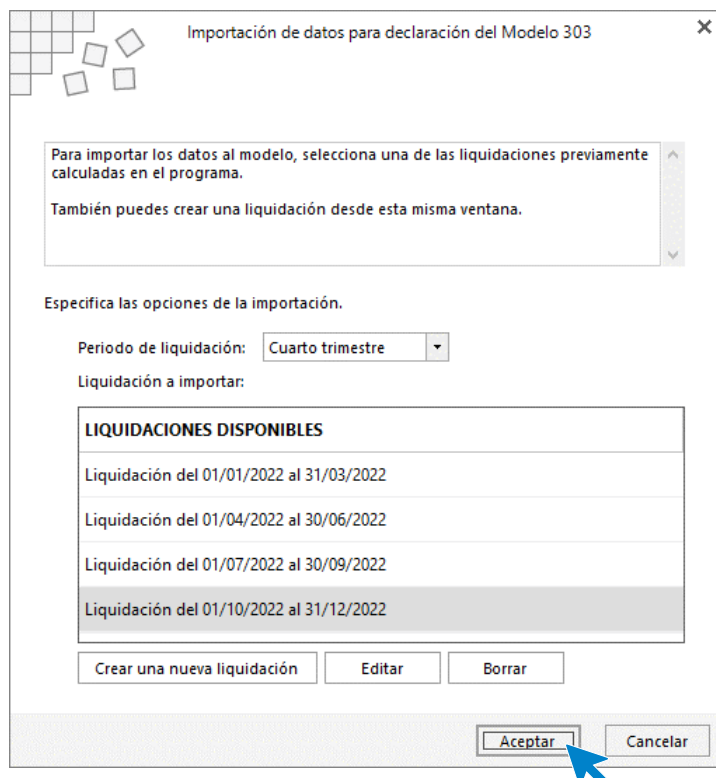 Importación de datos para declaración del Modelo 303
Para importar los datos al modelo, selecciona una de las liquidaciones previamente
calculadas en el programa.
También puedes crear una liquidación desde esta misma ventana.
Especifica las opciones de la importación.
Periodo de liquidación: Cuarto trimestre
Liquidación a importar:
LIQUIDACIONES DISPONIBLES
Liquidación del 01/01/2022 al 31/03/2022
Liquidación del 01/04/2022 al 30/06/2022
Liquidación del 01/07/2022 al 30/09/2022
Liquidación del 01/10/2022 al 31/12/2022
Crear una nueva liquidación Editar Borrar
Aceptar Cancelar